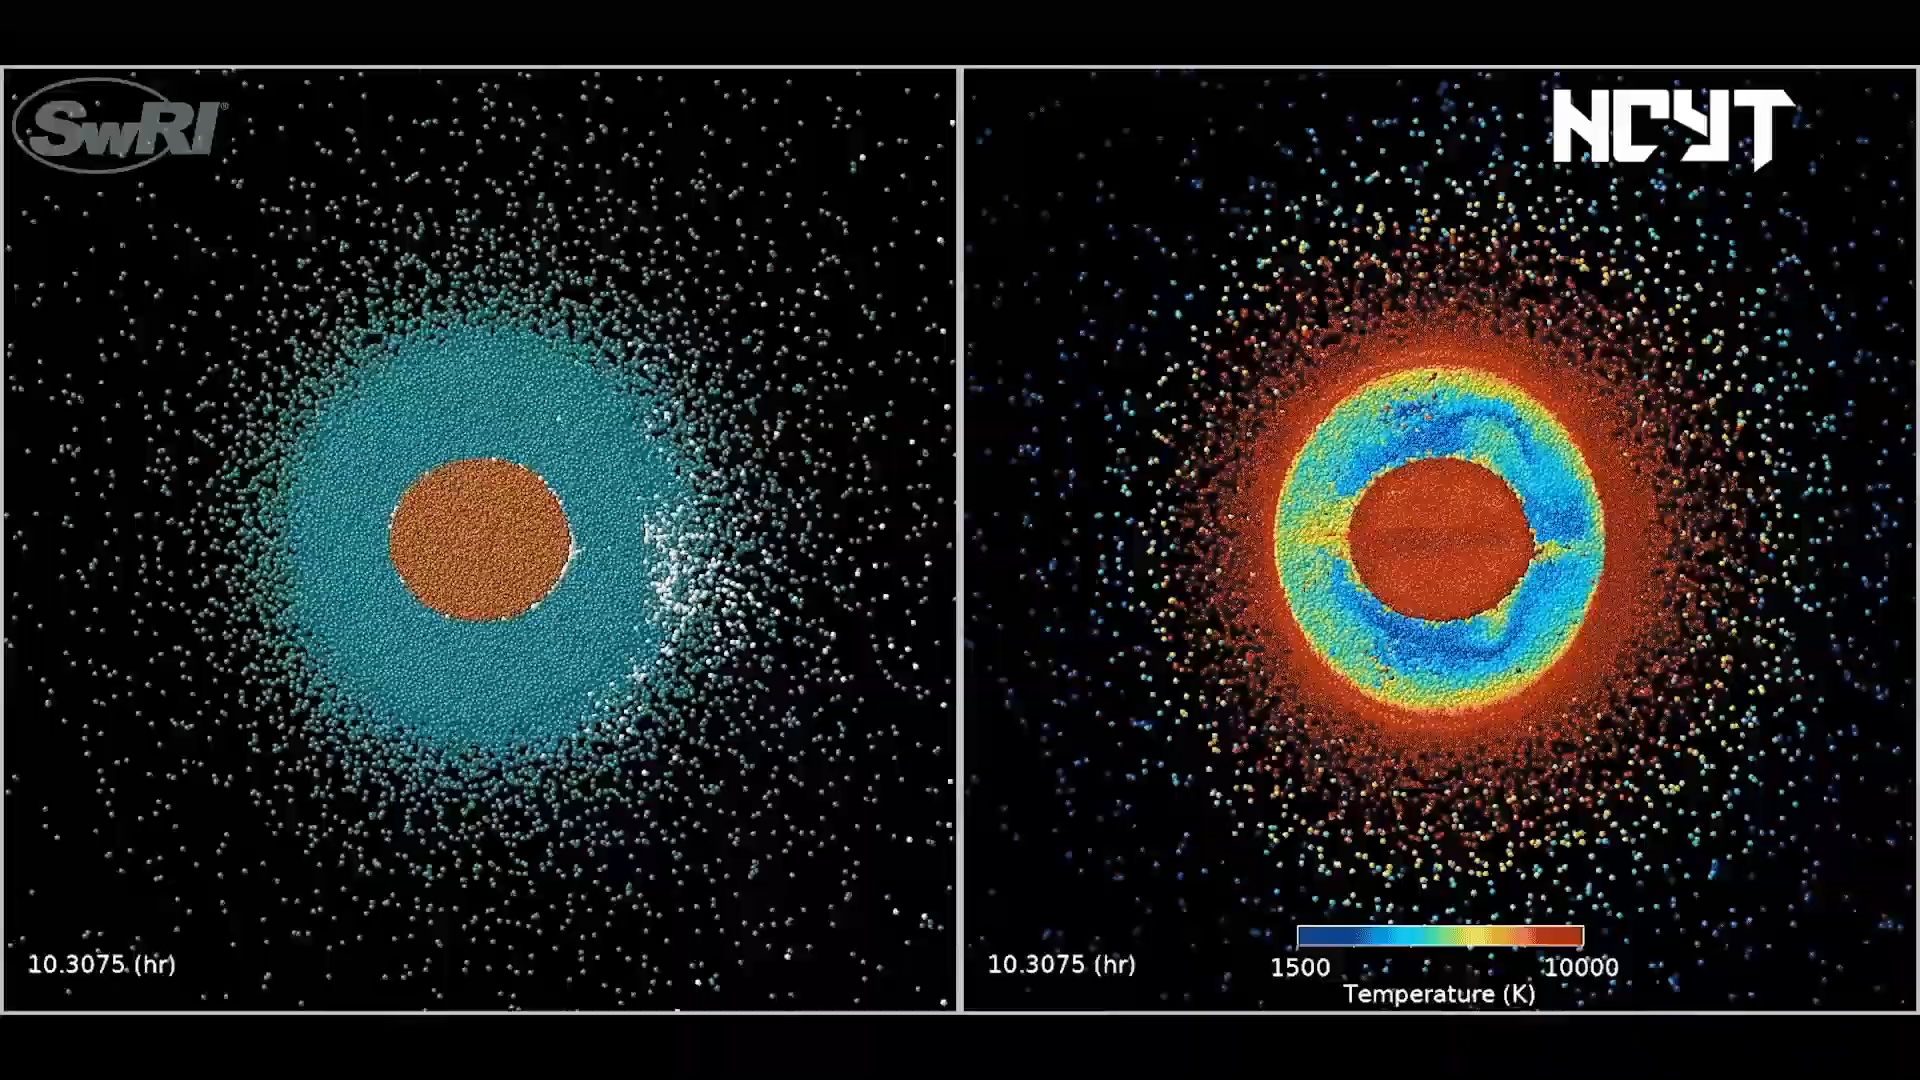 SwRI®
NCYT
10.3075 (hr)
10.3075 (hr)
1500
10000
Temperature (K)